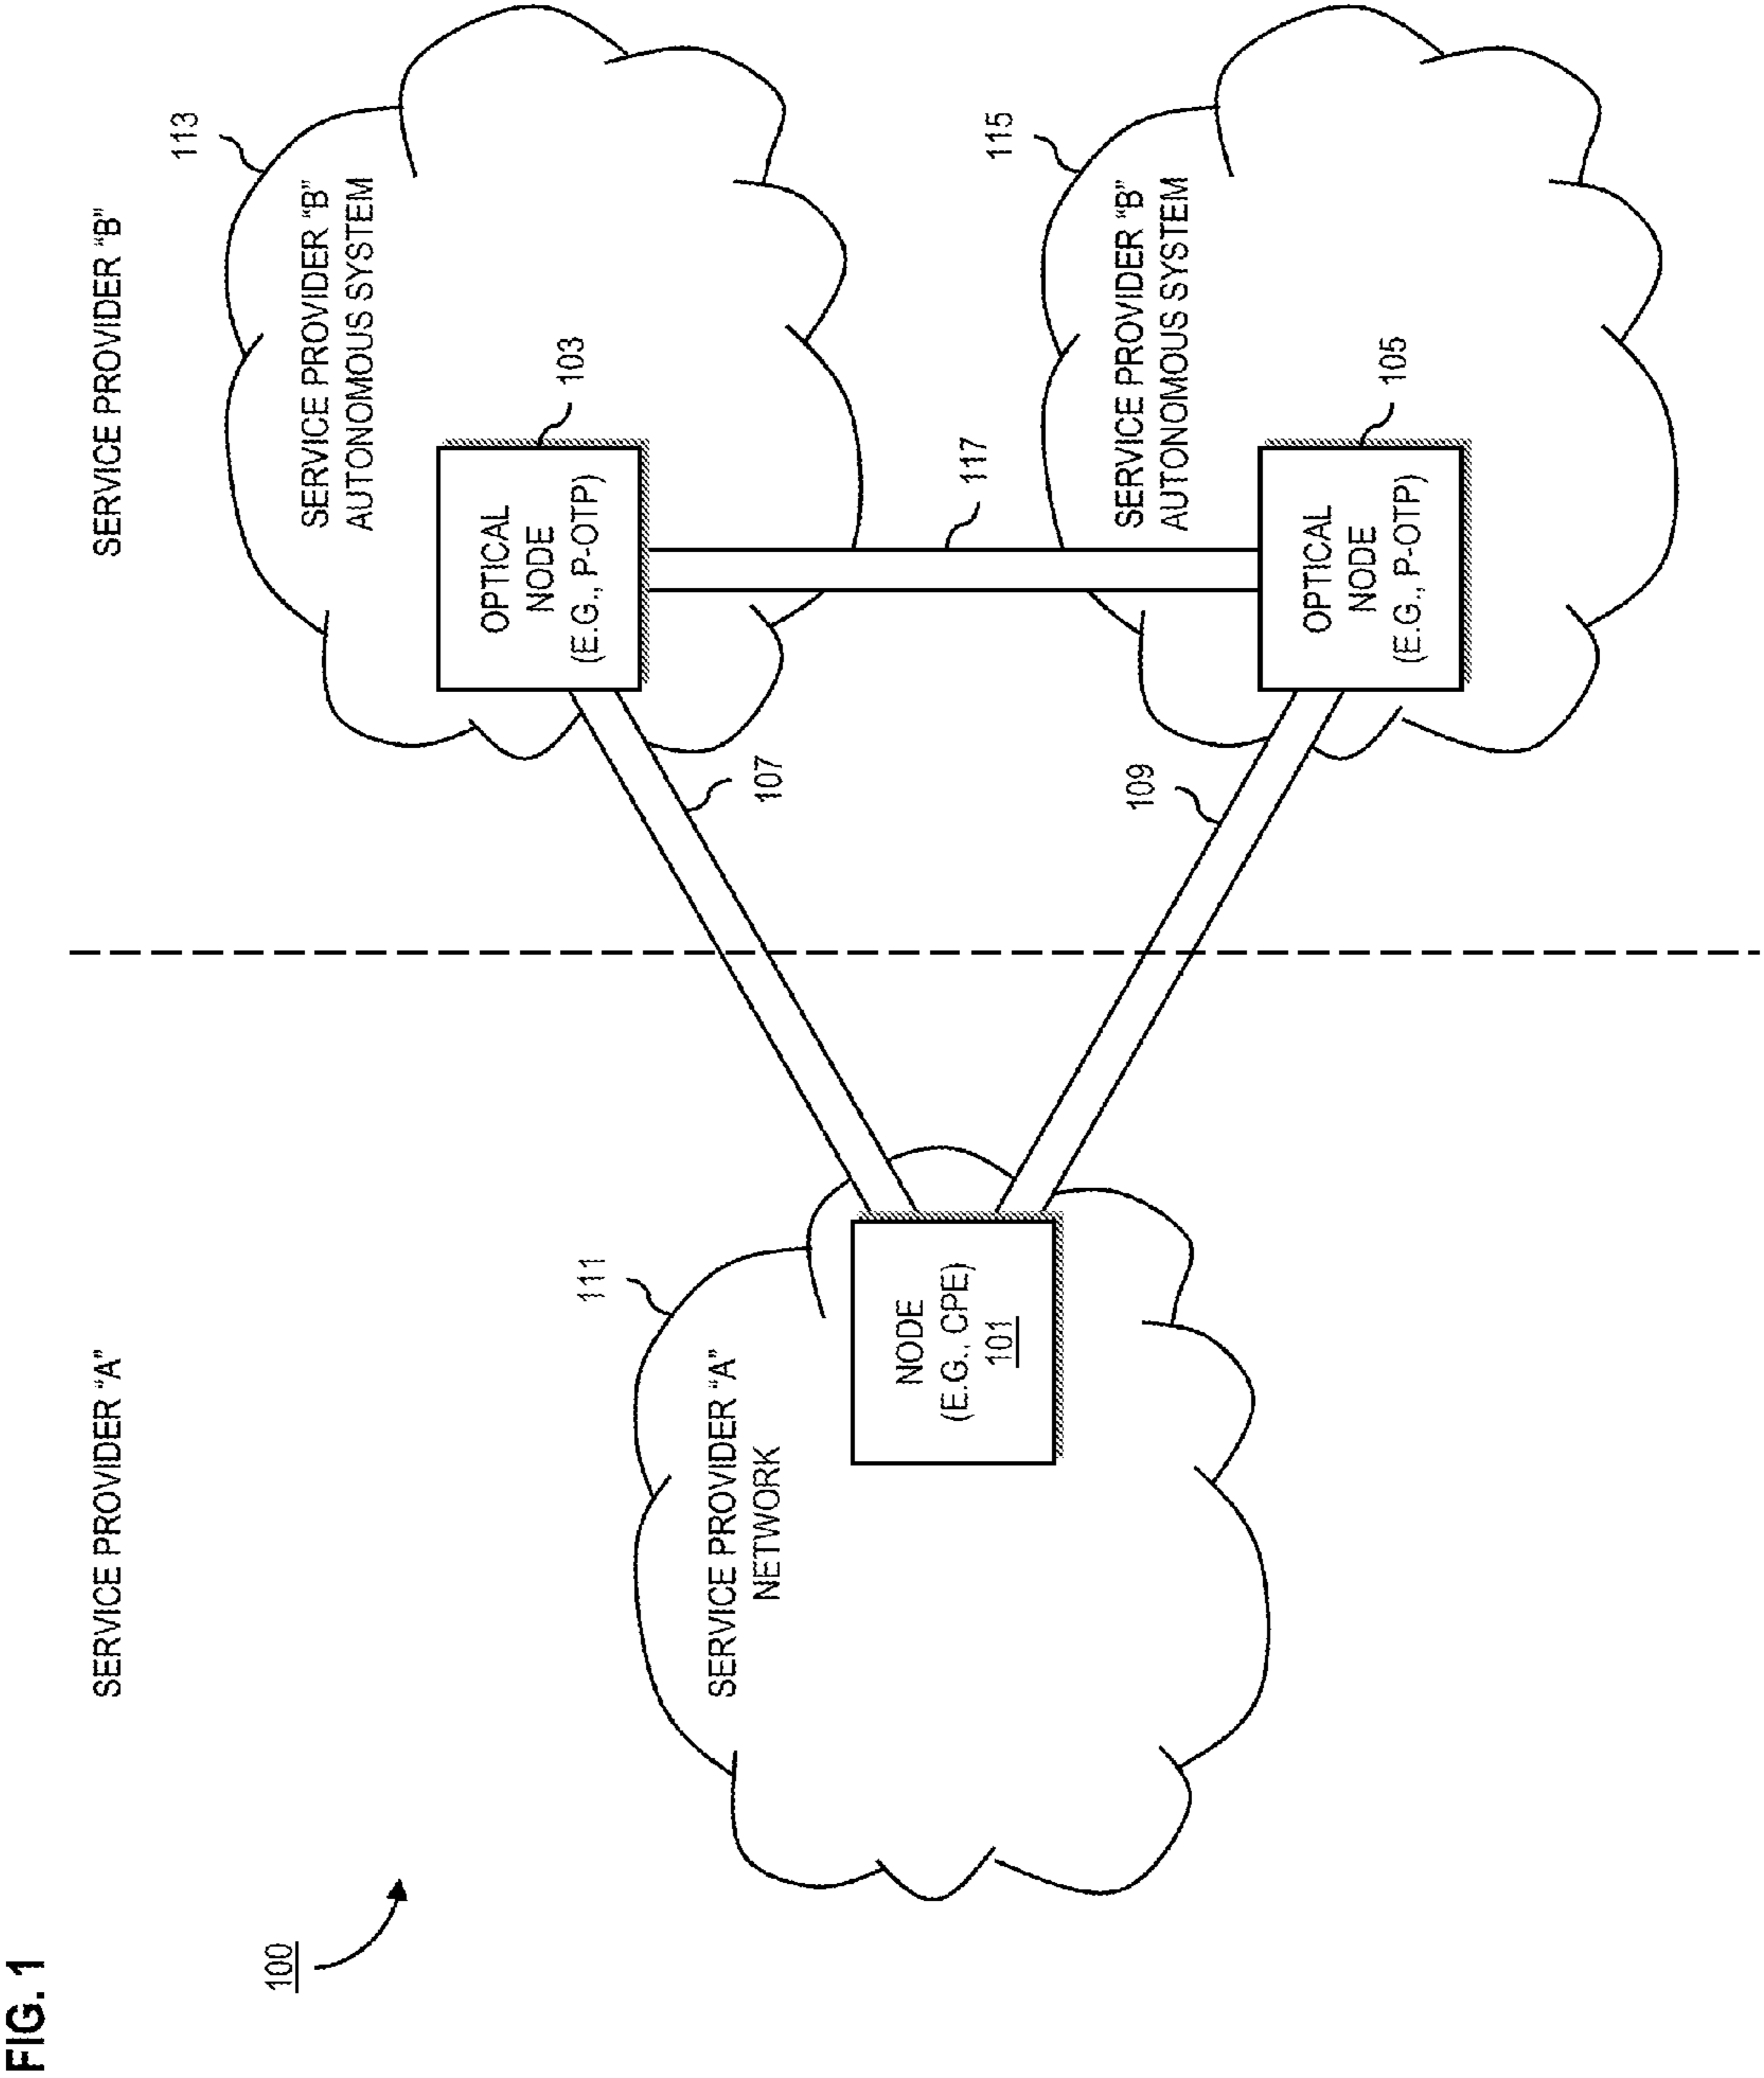 FIG. 1
100
SERVICE PROVIDER "A"
SERVICE PROVIDER "B"
111
SERVICE PROVIDER "A"
NETWORK
NODE
(E.G., CPE)
101
107
109
113
SERVICE PROVIDER "B"
AUTONOMOUS SYSTEM
103
OPTICAL
NODE
(E.G., P-OTP)
117
115
SERVICE PROVIDER "B"
AUTONOMOUS SYSTEM
105
OPTICAL
NODE
(E.G., P-OTP)